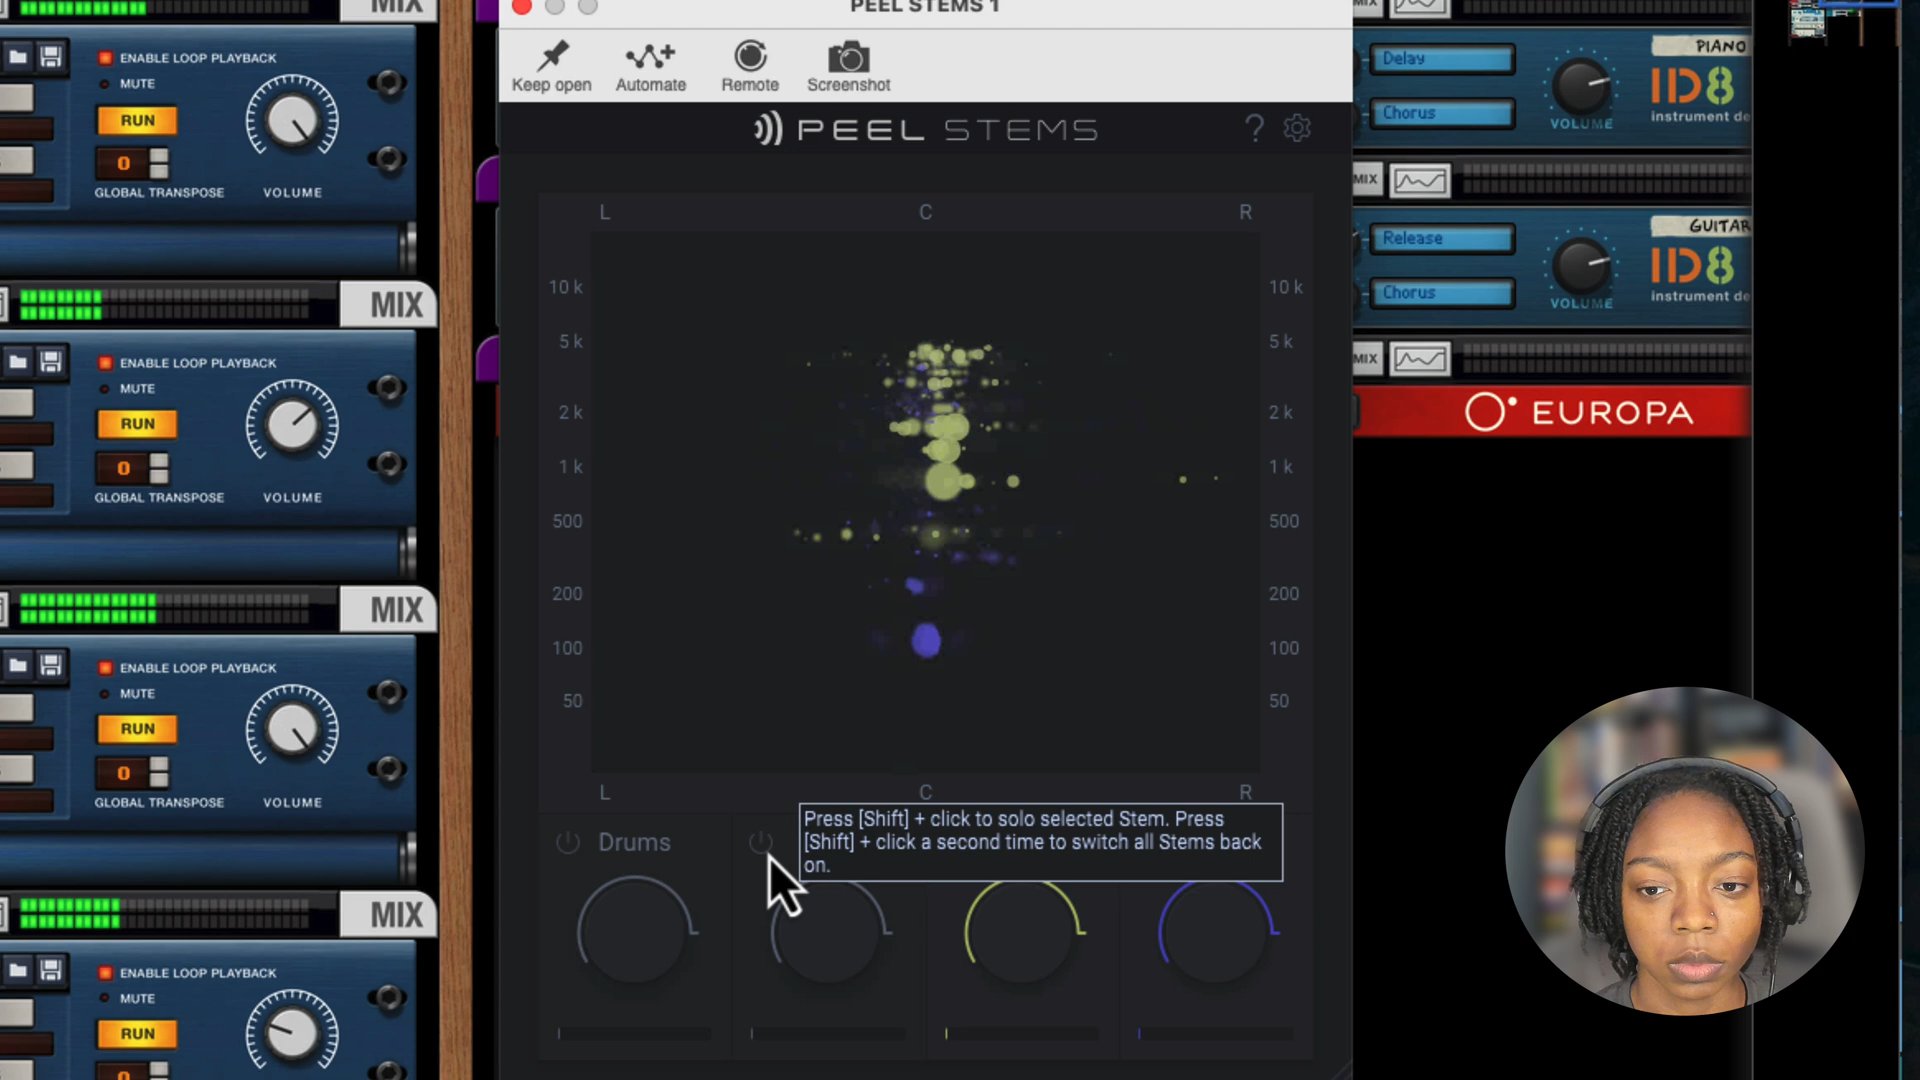 MIX
ENABLE LOOP PLAYBACK
MUTE
RUN
0
GLOBAL TRANSPOSE
VOLUME
MIX
ENABLE LOOP PLAYBACK
MUTE
RUN
0
GLOBAL TRANSPOSE
VOLUME
MIX
ENABLE LOOP PLAYBACK
MUTE
RUN
0
GLOBAL TRANSPOSE
VOLUME
MIX
ENABLE LOOP PLAYBACK
MUTE
RUN
0
PEEL STEMS 1
Keep open
Automate
Remote
Screenshot
PEEL STEMS
?
L C R
10 k 10 k
5 k 5 k
2 k 2 k
1 k 1 k
500 500
200 200
100 100
50 50
L C R
Press [Shift] + click to solo selected Stem. Press
[Shift] + click a second time to switch all Stems back
on.
Drums
MIX
Delay
Chorus
VOLUME
PIANO
ID8
instrument de
MIX
Release
Chorus
VOLUME
GUITAR
ID8
instrument de
MIX
EUROPA